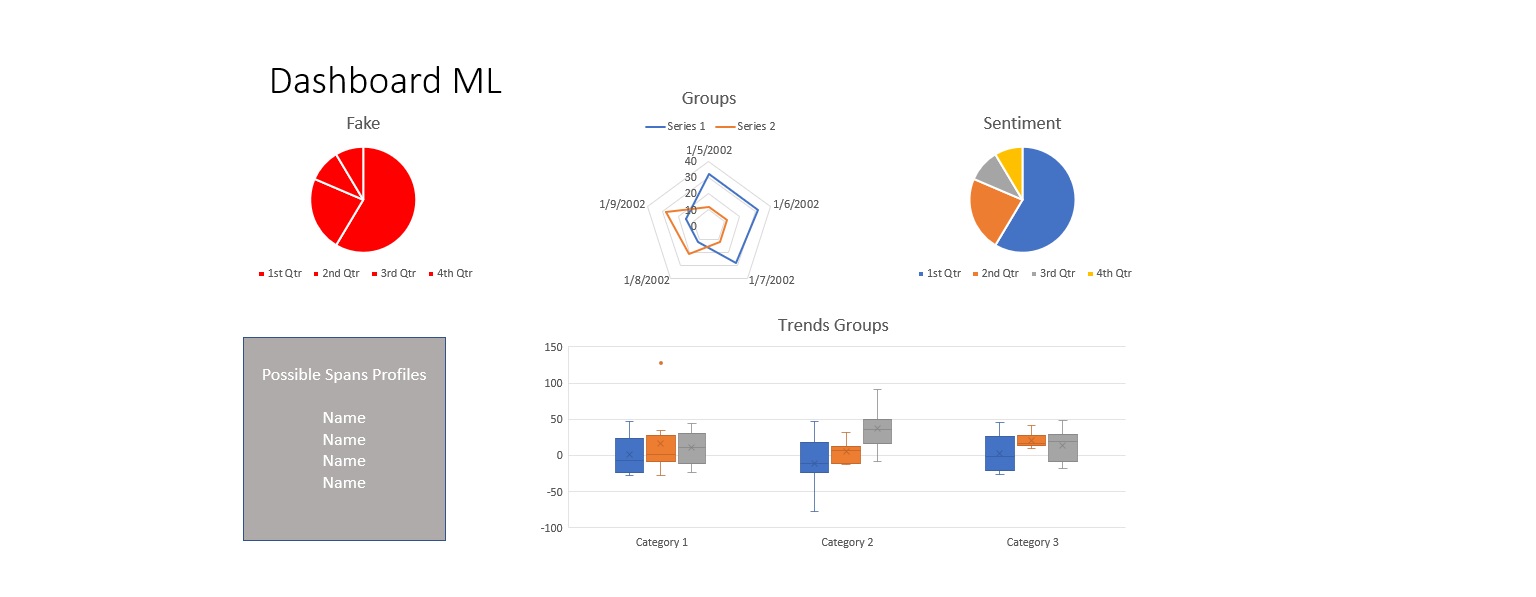 Dashboard ML
Fake
1st Qtr 2nd Qtr 3rd Qtr 4th Qtr
Groups
Series 1 Series 2
1/5/2002
40
30
20
10
0
1/6/2002
1/7/2002
1/8/2002
1/9/2002
Sentiment
1st Qtr 2nd Qtr 3rd Qtr 4th Qtr
Possible Spans Profiles
Name
Name
Name
Name
Trends Groups
150
100
50
0
-50
-100
Category 1 Category 2 Category 3